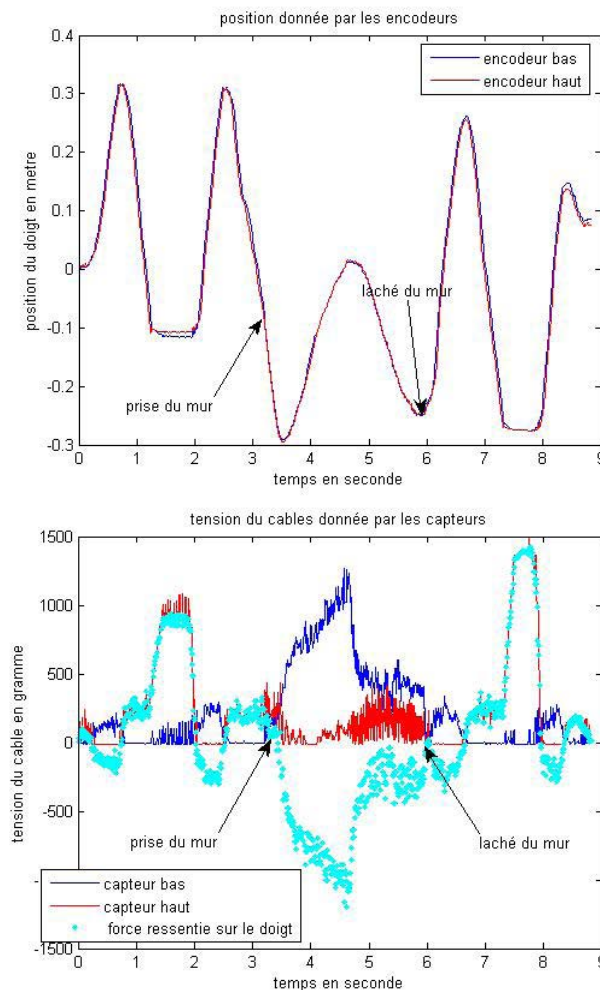 position donnée par les encodeurs
0.4
encodeur bas
encodeur haut
0.3
0.2
0.1
0
-0.1
-0.2
-0.3
position du doigt en metre
laché du mur
prise du mur
0 1 2 3 4 5 6 7 8 9
temps en seconde
tension du cables donnée par les capteurs
1500
1000
500
0
-500
-1500
tension du cable en gramme
prise du mur
laché du mur
capteur bas
capteur haut
force ressentie sur le doigt
0 1 2 3 4 5 6 7 8 9
temps en seconde